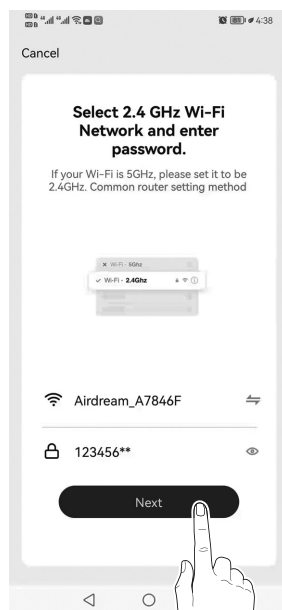 4:38
Cancel
Select 2.4 GHz Wi-Fi
Network and enter
password.
If your Wi-Fi is 5GHz, please set it to be
2.4GHz. Common router setting method
Wi-Fi - 5Ghz
Wi-Fi - 2.4Ghz
Airdream_A7846F
123456**
Next